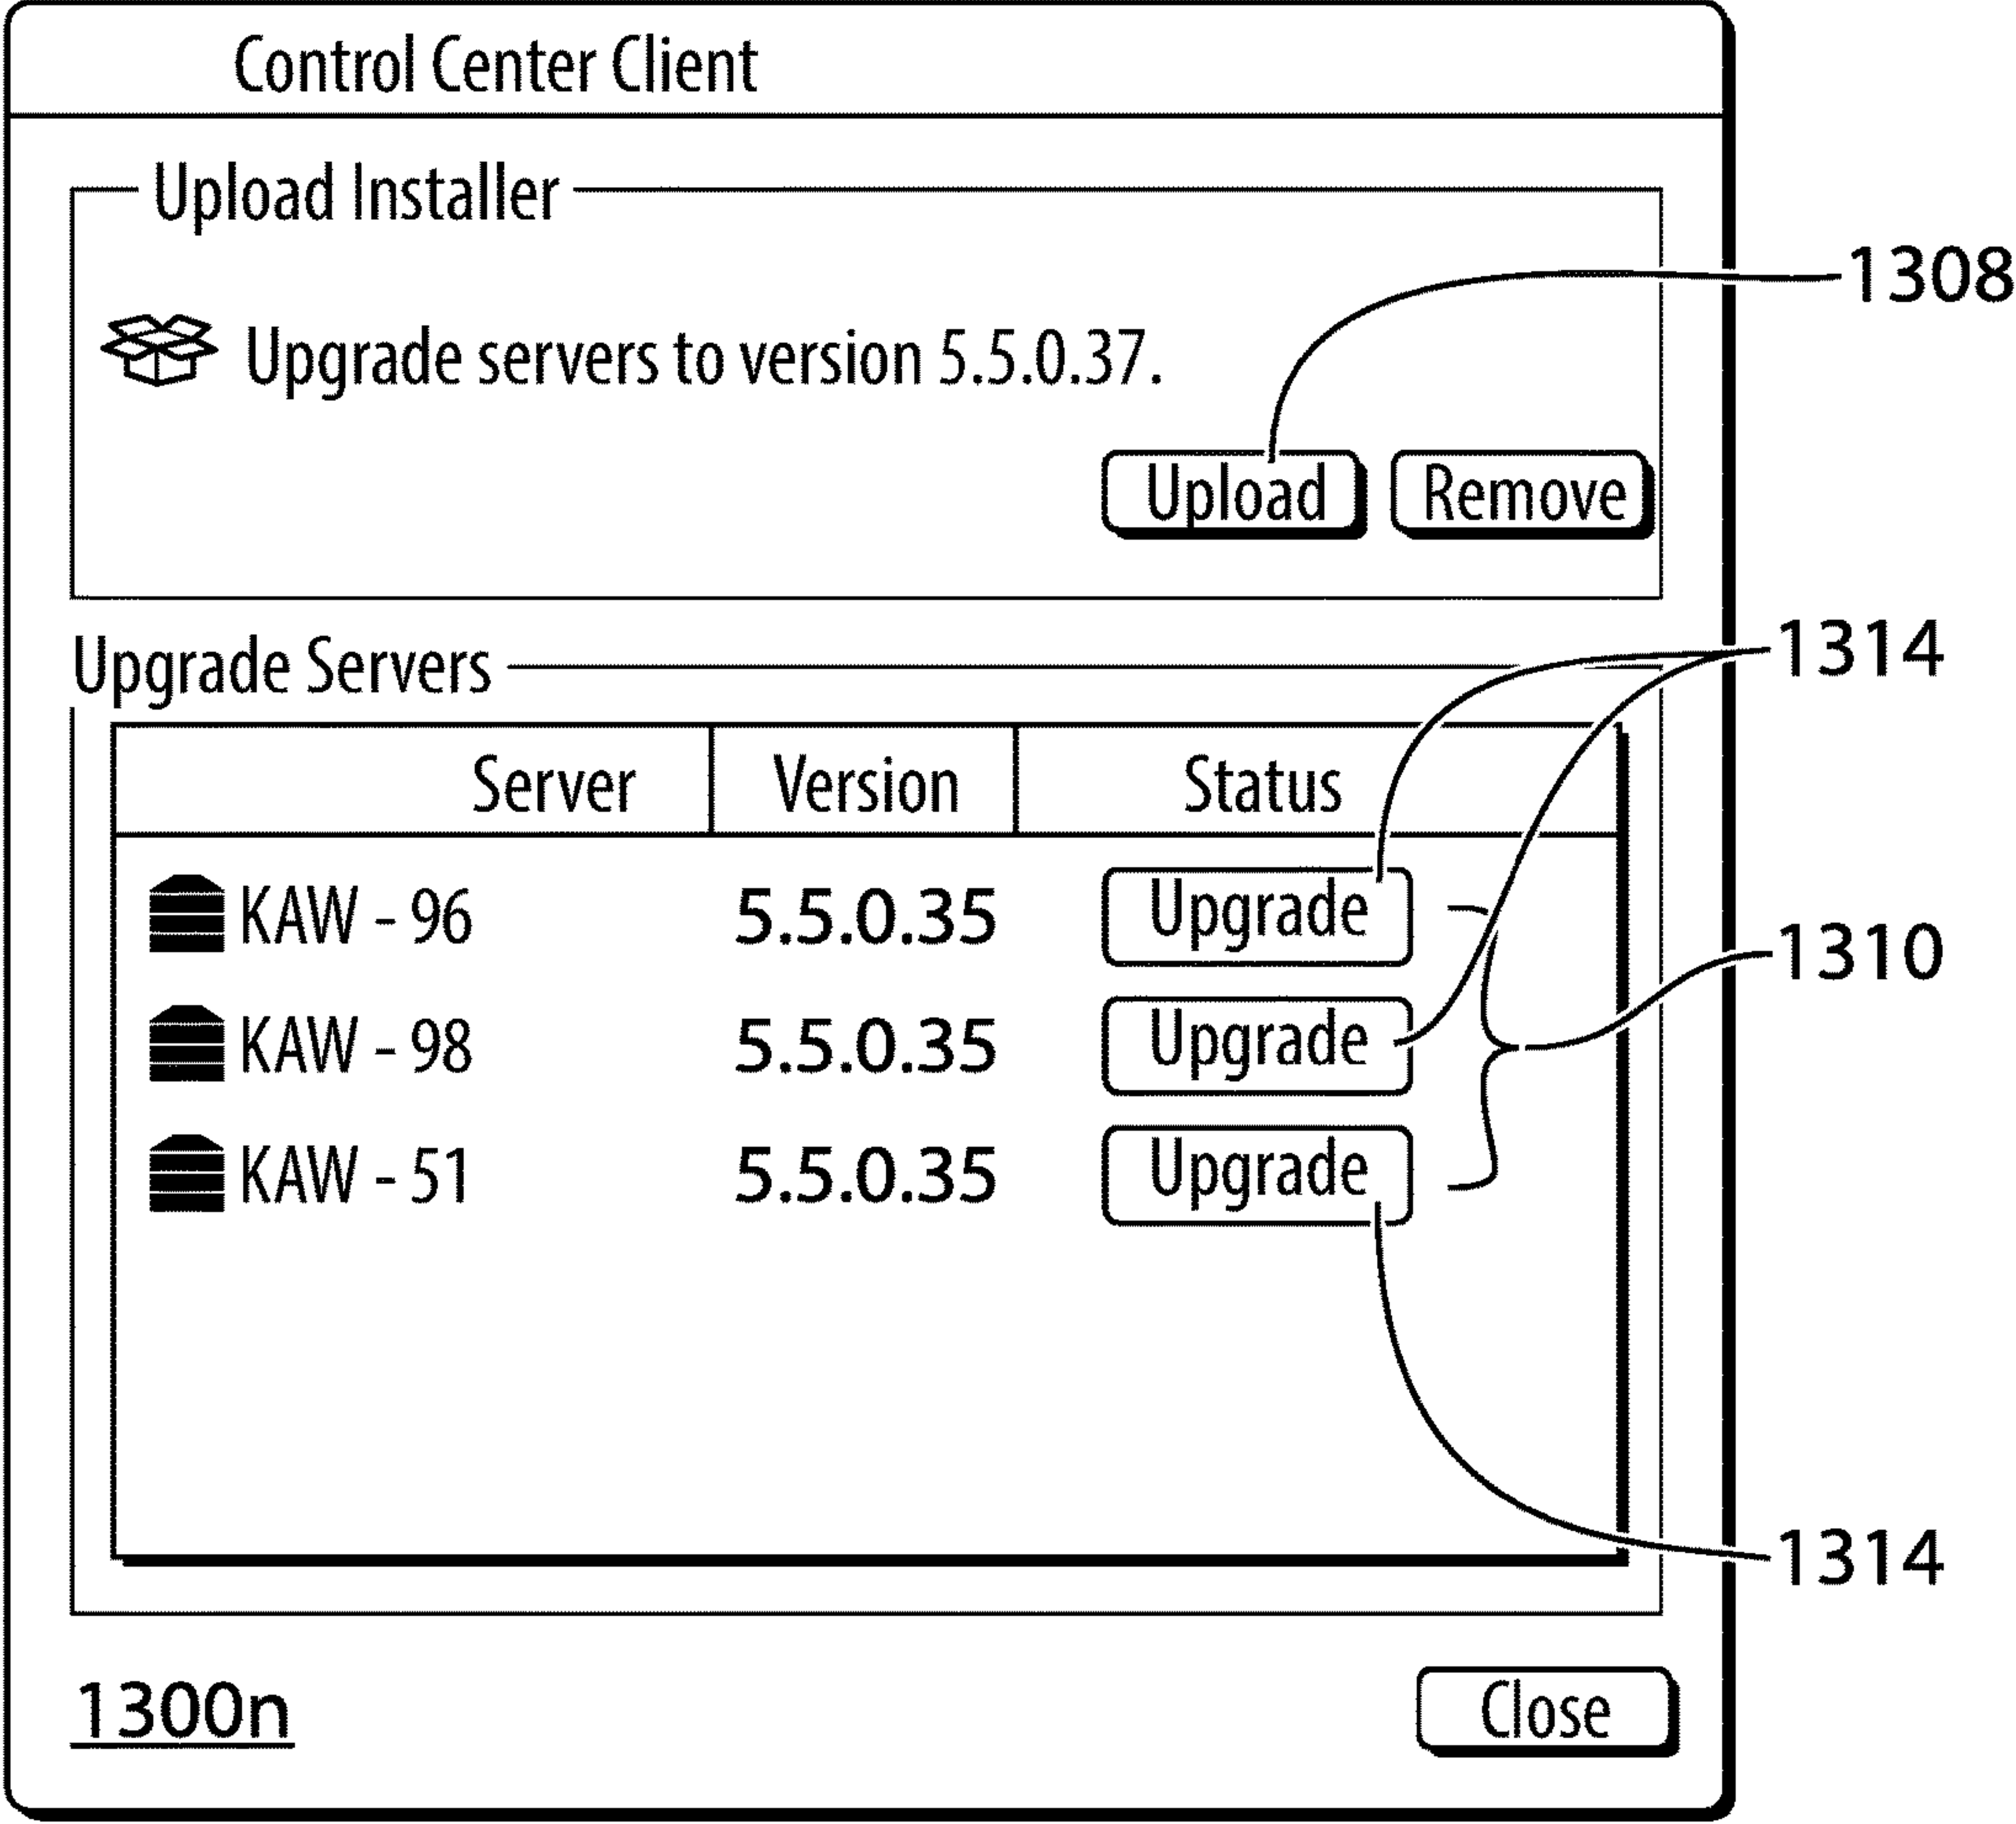 Control Center Client
Upload Installer
1308
Upgrade servers to version 5.5.0.37.
Upload Remove
1314
Upgrade Servers
Server Version Status
KAW - 96 5.5.0.35 Upgrade
1310
KAW - 98 5.5.0.35 Upgrade
KAW - 51 5.5.0.35 Upgrade
1314
1300n Close